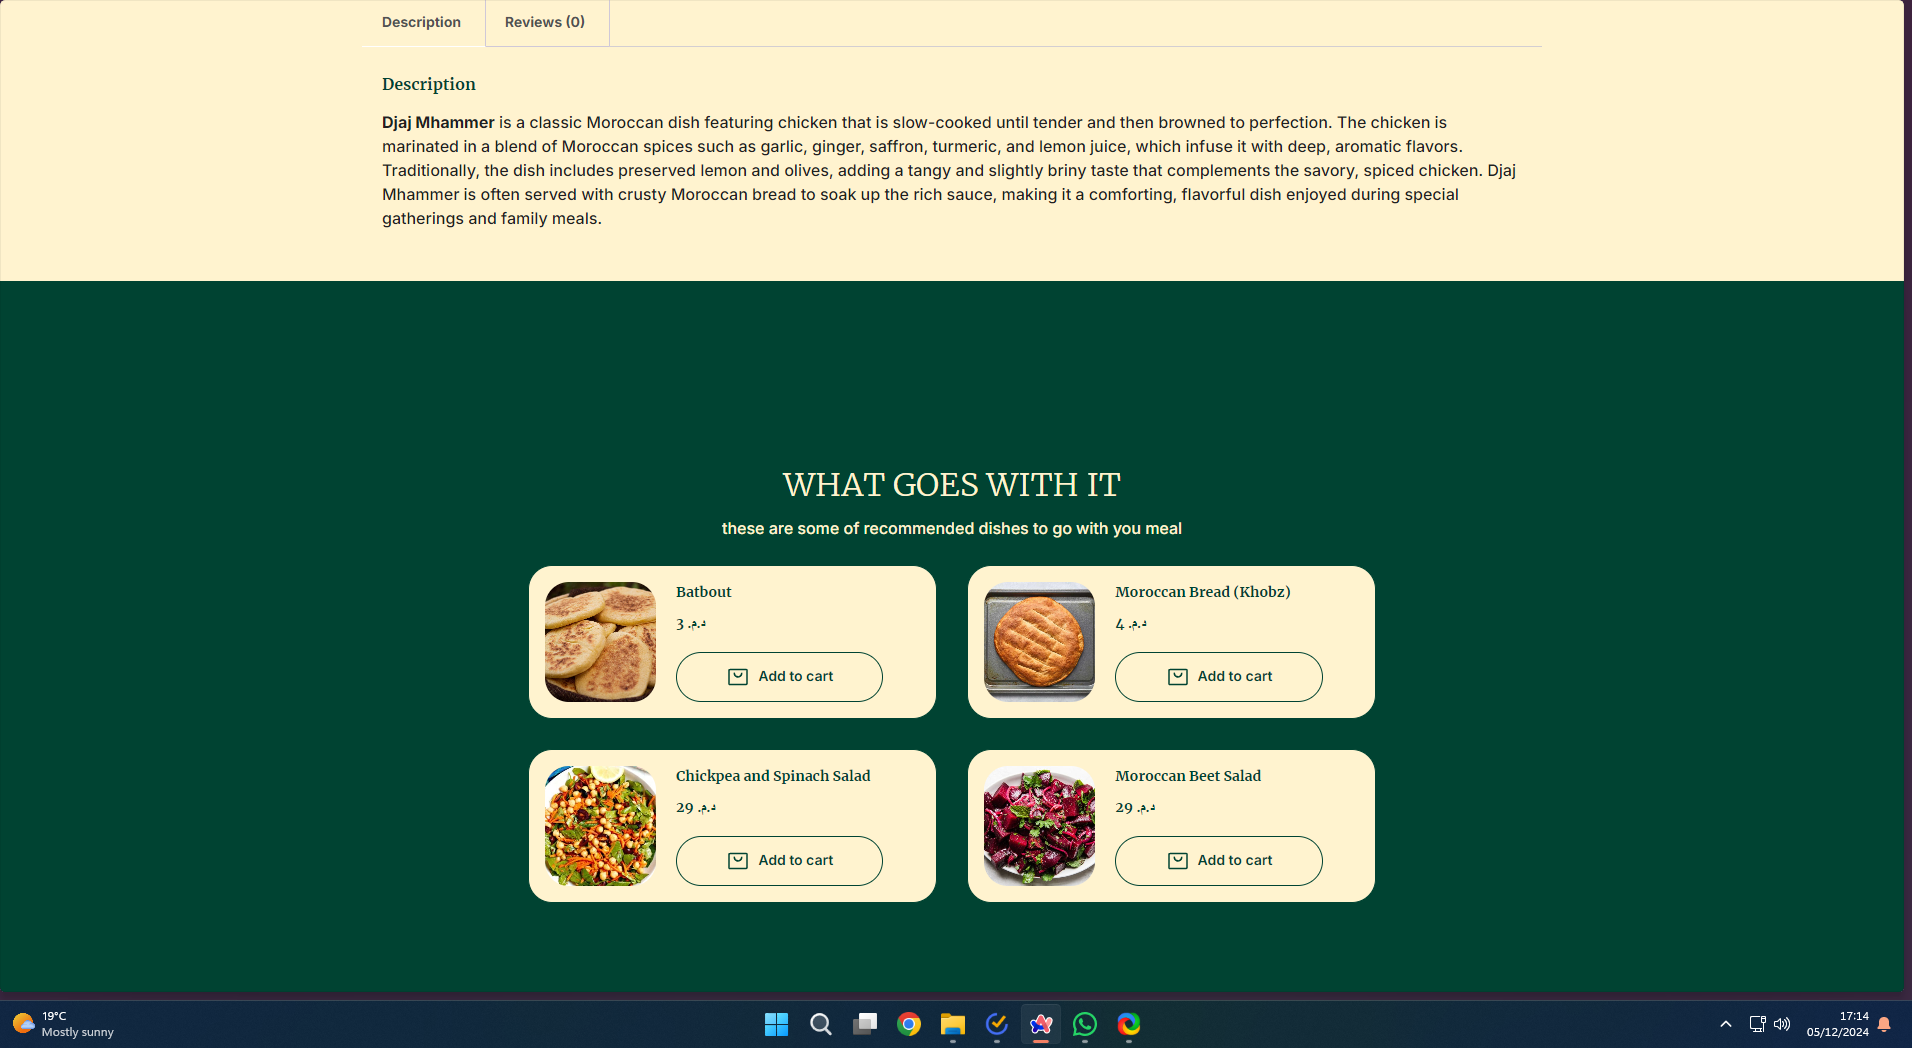 Description
Reviews (0)
Description
Djaj Mhammer is a classic Moroccan dish featuring chicken that is slow-cooked until tender and then browned to perfection. The chicken is
marinated in a blend of Moroccan spices such as garlic, ginger, saffron, turmeric, and lemon juice, which infuse it with deep, aromatic flavors.
Traditionally, the dish includes preserved lemon and olives, adding a tangy and slightly briny taste that complements the savory, spiced chicken. Djaj
Mhammer is often served with crusty Moroccan bread to soak up the rich sauce, making it a comforting, flavorful dish enjoyed during special
gatherings and family meals.
WHAT GOES WITH IT
these are some of recommended dishes to go with you meal
Batbout
3 د.م.
Add to cart
Moroccan Bread (Khobz)
4 د.م.
Add to cart
Chickpea and Spinach Salad
29 د.م.
Add to cart
Moroccan Beet Salad
29 د.م.
Add to cart
19°C
Mostly sunny
17:14
05/12/2024